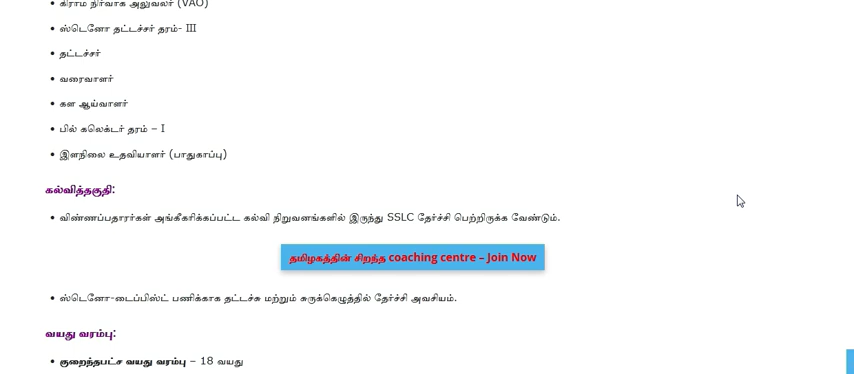 • கிராம நிர்வாக அலுவலர் (VAO)
• ஸ்டெனோ தட்டச்சர் தரம்- III
• தட்டச்சர்
• வரைவாளர்
• கள ஆய்வாளர்
• பில் கலெக்டர் தரம் – I
• இளநிலை உதவியாளர் (பாதுகாப்பு)
கல்வித்தகுதி:
• விண்ணப்பதாரர்கள் அங்கீகரிக்கப்பட்ட கல்வி நிறுவனங்களில் இருந்து SSLC தேர்ச்சி பெற்றிருக்க வேண்டும்.
தமிழகத்தின் சிறந்த coaching centre – Join Now
• ஸ்டெனோ-டைப்பிஸ்ட் பணிக்காக தட்டச்சு மற்றும் சுருக்கெழுத்தில் தேர்ச்சி அவசியம்.
வயது வரம்பு:
• குறைந்தபட்ச வயது வரம்பு – 18 வயது